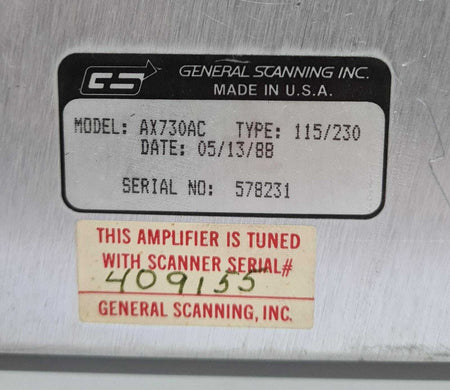 GS
GENERAL SCANNING INC.
MADE IN U.S.A.
MODEL: AX730AC TYPE: 115/230
DATE: 05/13/88
SERIAL NO: 578231
THIS AMPLIFIER IS TUNED
WITH SCANNER SERIAL#
409155
GENERAL SCANNING, INC.